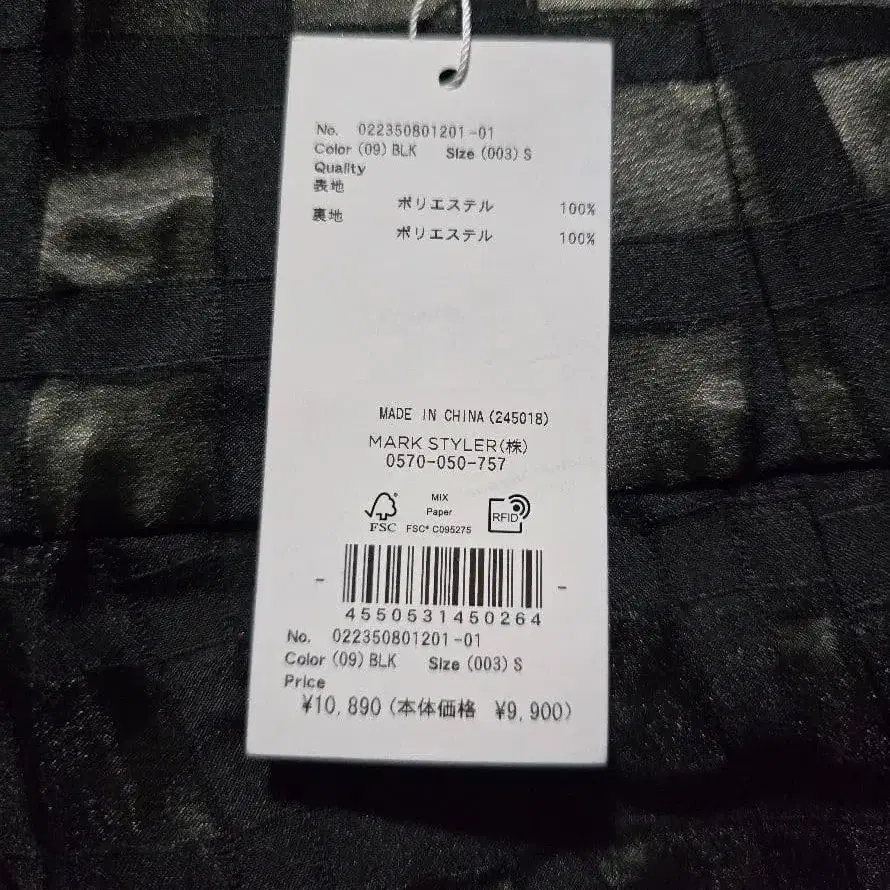 No. 022350801201-01
Color (09) BLK Size (003) S
Quality
表地
ポリエステル 100%
裏地
ポリエステル 100%
MADE IN CHINA (245018)
MARK STYLER(株)
0570-050-757
FSC
MIX
Paper
FSC® C095275
RFID
4550531450264
No. 022350801201-01
Color (09) BLK Size (003) S
Price
¥10,890 (本体価格 ¥9,900)